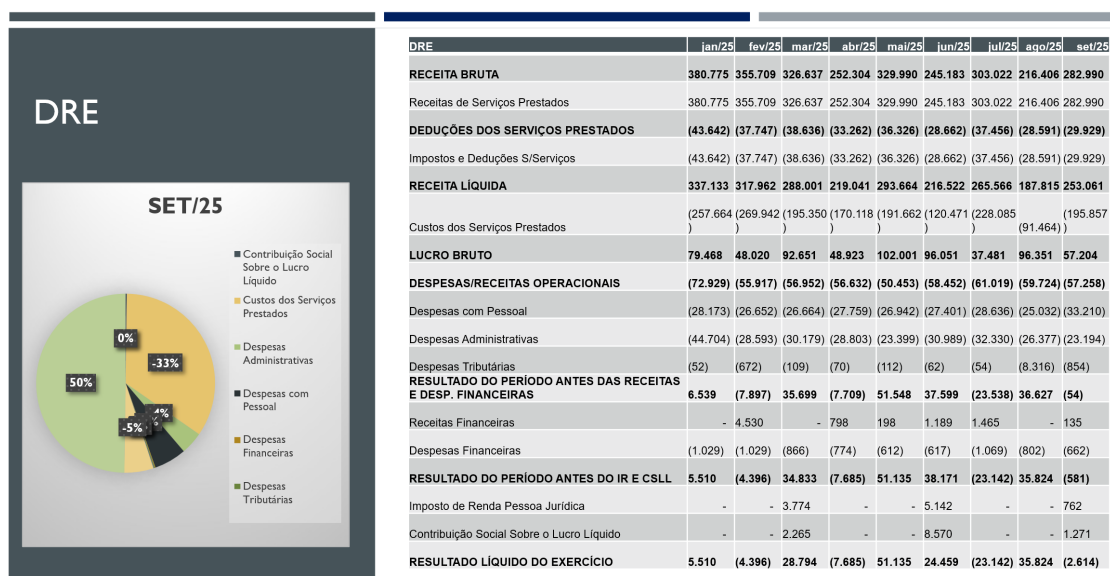 DRE
SET/25
Contribuição Social
Sobre o Lucro
Líquido
Custos dos Serviços
Prestados
Despesas
Administrativas
Despesas com
Pessoal
Despesas
Financeiras
Despesas
Tributárias
0%
-33%
50%
-5%
DRE jan/25 fev/25 mar/25 abr/25 mai/25 jun/25 jul/25 ago/25 set/25
RECEITA BRUTA 380.775 355.709 326.637 252.304 329.990 245.183 303.022 216.406 282.990
Receitas de Serviços Prestados 380.775 355.709 326.637 252.304 329.990 245.183 303.022 216.406 282.990
DEDUÇÕES DOS SERVIÇOS PRESTADOS (43.642) (37.747) (38.636) (33.262) (36.326) (28.662) (37.456) (28.591) (29.929)
Impostos e Deduções S/Serviços (43.642) (37.747) (38.636) (33.262) (36.326) (28.662) (37.456) (28.591) (29.929)
RECEITA LÍQUIDA 337.133 317.962 288.001 219.041 293.664 216.522 265.566 187.815 253.061
Custos dos Serviços Prestados (257.664) (269.942) (195.350) (170.118) (191.662) (120.471) (228.085) (91.464) (195.857)
LUCRO BRUTO 79.468 48.020 92.651 48.923 102.001 96.051 37.481 96.351 57.204
DESPESAS/RECEITAS OPERACIONAIS (72.929) (55.917) (56.952) (56.632) (50.453) (58.452) (61.019) (59.724) (57.258)
Despesas com Pessoal (28.173) (26.652) (26.664) (27.759) (26.942) (27.401) (28.636) (25.032) (33.210)
Despesas Administrativas (44.704) (28.593) (30.179) (28.803) (23.399) (30.989) (32.330) (26.377) (23.194)
Despesas Tributárias (52) (672) (109) (70) (112) (62) (54) (8.316) (854)
RESULTADO DO PERÍODO ANTES DAS RECEITAS
E DESP. FINANCEIRAS 6.539 (7.897) 35.699 (7.709) 51.548 37.599 (23.538) 36.627 (54)
Receitas Financeiras - 4.530 - 798 198 1.189 1.465 - 135
Despesas Financeiras (1.029) (1.029) (866) (774) (612) (617) (1.069) (802) (662)
RESULTADO DO PERÍODO ANTES DO IR E CSLL 5.510 (4.396) 34.833 (7.685) 51.135 38.171 (23.142) 35.824 (581)
Imposto de Renda Pessoa Jurídica - - 3.774 - - 5.142 - - 762
Contribuição Social Sobre o Lucro Líquido - - 2.265 - - 8.570 - - 1.271
RESULTADO LÍQUIDO DO EXERCÍCIO 5.510 (4.396) 28.794 (7.685) 51.135 24.459 (23.142) 35.824 (2.614)